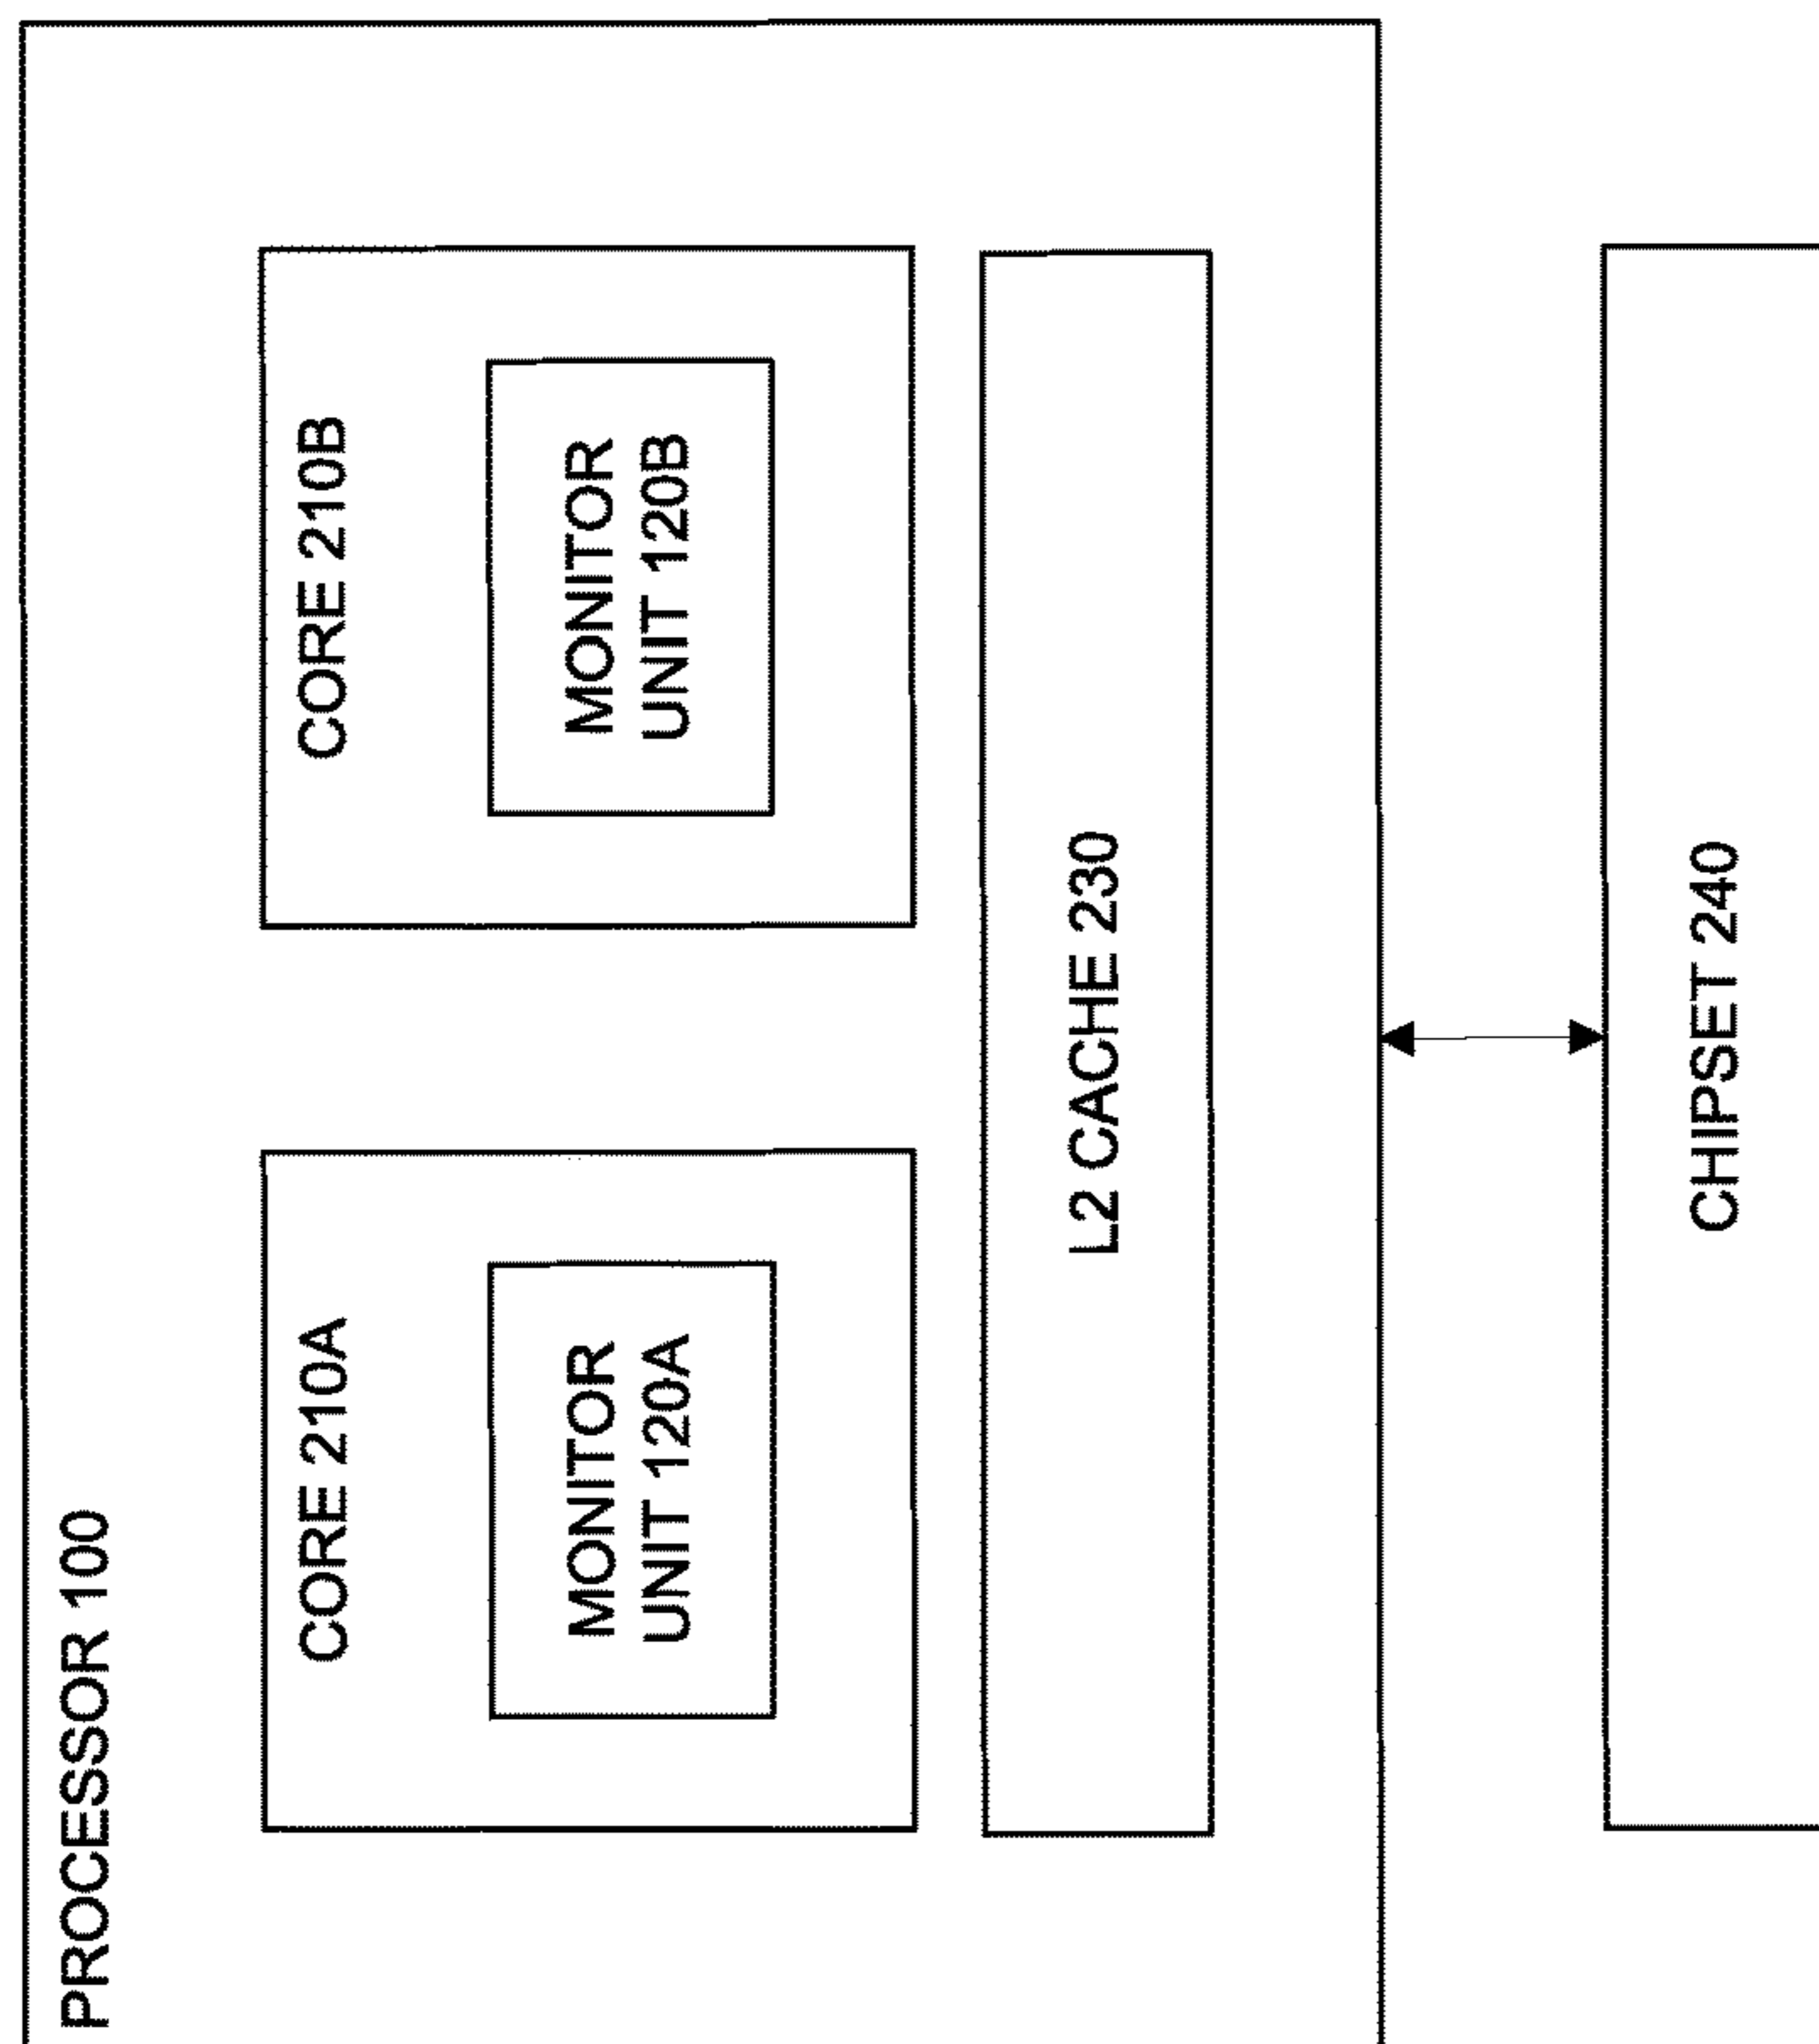 PROCESSOR 100
CORE 210A
MONITOR
UNIT 120A
CORE 210B
MONITOR
UNIT 120B
L2 CACHE 230
CHIPSET 240